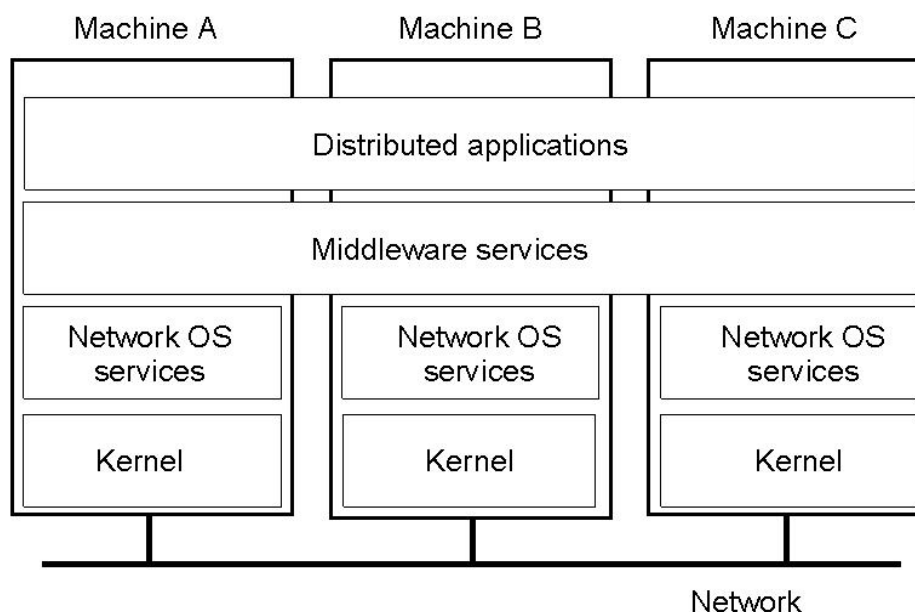 Machine A
Machine B
Machine C
Distributed applications
Middleware services
Network OS
services
Network OS
services
Network OS
services
Kernel
Kernel
Kernel
Network